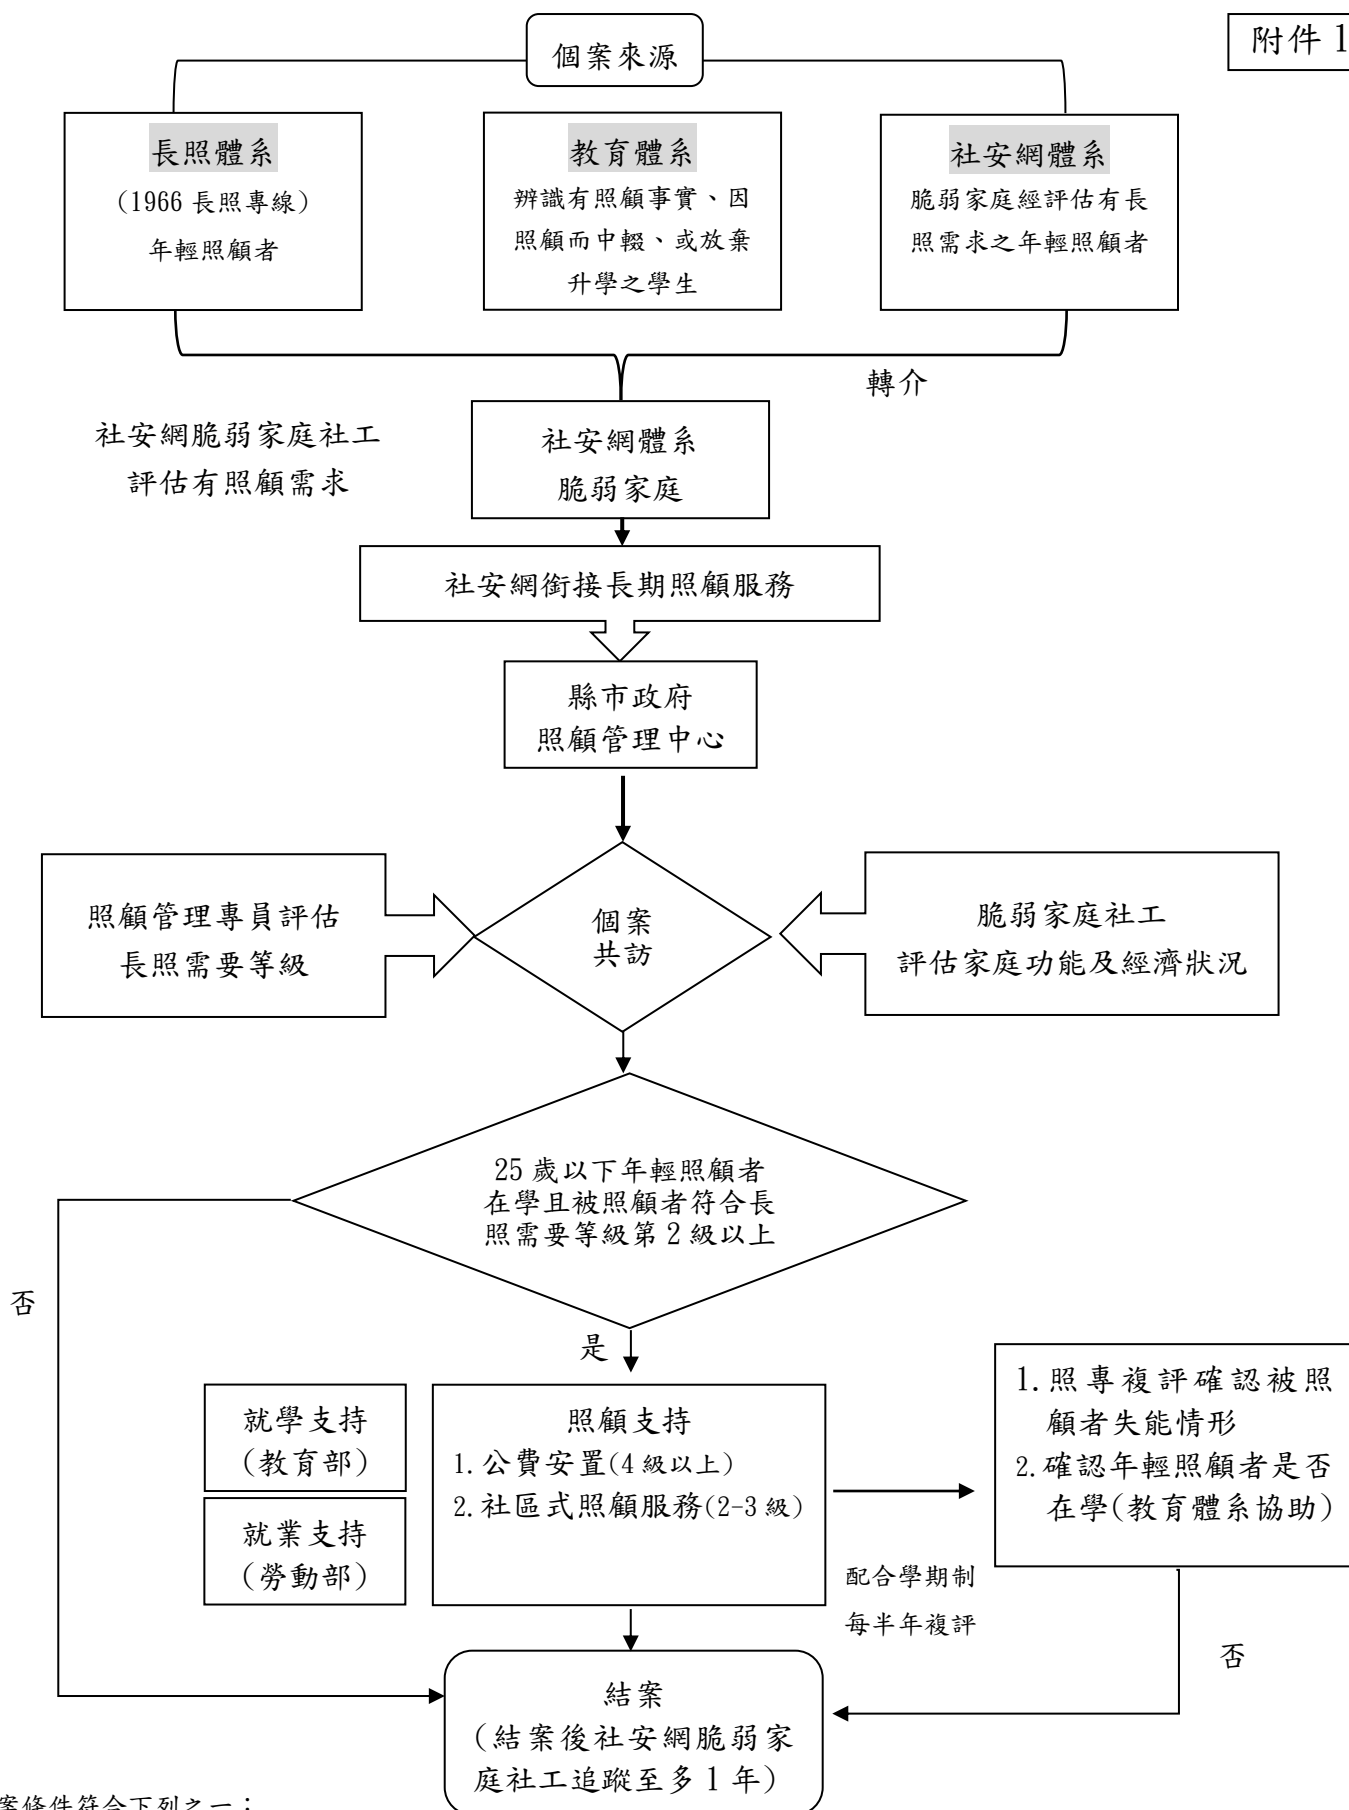 附件 1
個案來源
長照體系
(1966 長照專線)
年輕照顧者
教育體系
辨識有照顧事實、因
照顧而中輟、或放棄
升學之學生
社安網體系
脆弱家庭經評估有長
照需求之年輕照顧者
轉介
社安網脆弱家庭社工
評估有照顧需求
社安網體系
脆弱家庭
社安網銜接長期照顧服務
縣市政府
照顧管理中心
照顧管理專員評估
長照需要等級
個案
共訪
脆弱家庭社工
評估家庭功能及經濟狀況
25 歲以下年輕照顧者
在學且被照顧者符合長
照需要等級第 2 級以上
否
是
就學支持
(教育部)
就業支持
(勞動部)
照顧支持
1.公費安置(4 級以上)
2.社區式照顧服務(2-3 級)
配合學期制
每半年複評
1.照專複評確認被照
顧者失能情形
2.確認年輕照顧者是否
在學(教育體系協助)
否
結案
(結案後社安網脆弱家
庭社工追蹤至多 1 年)
案條件符合下列之一：